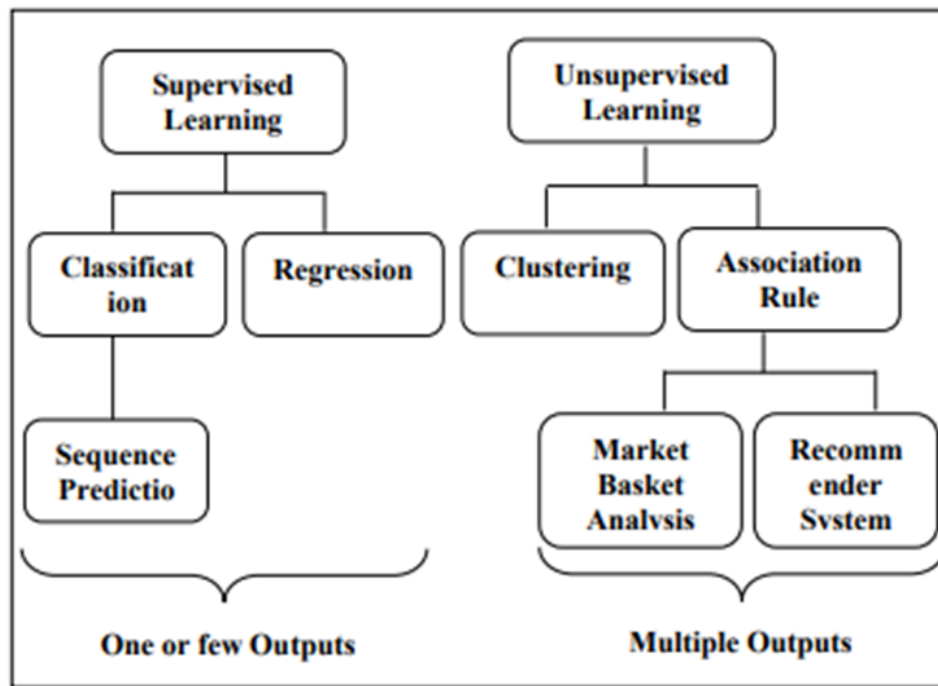 Supervised
Learning
Unsupervised
Learning
Classificat
ion
Regression
Clustering
Association
Rule
Sequence
Predictio
Market
Basket
Analysis
Recomm
ender
System
One or few Outputs
Multiple Outputs